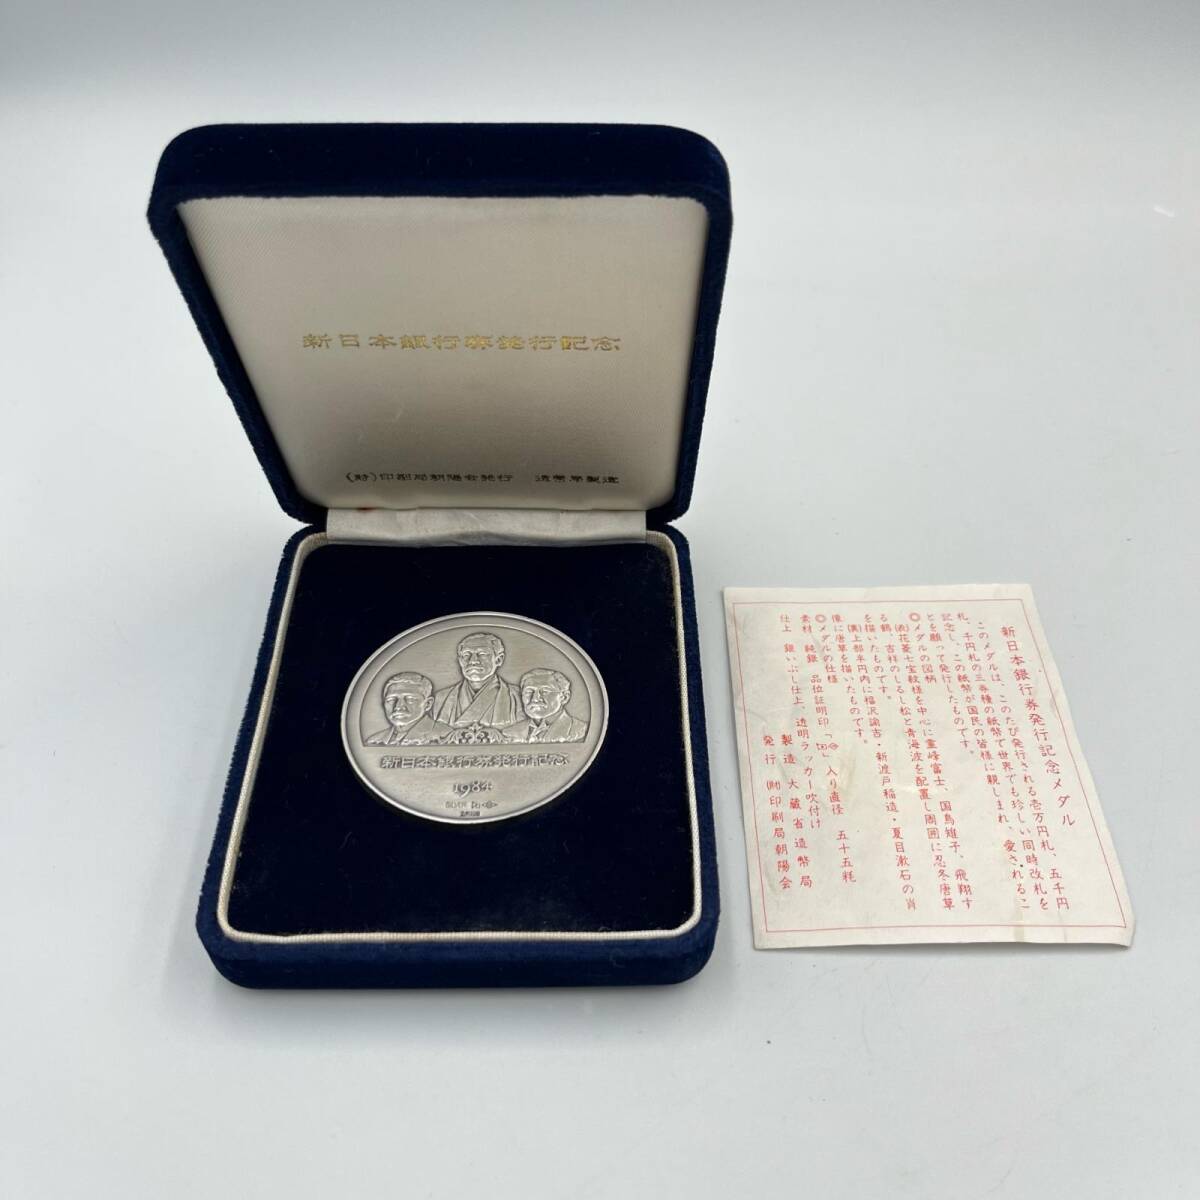 新日本銀行券発行記念
(財)印刷局朝陽会発行 造幣局製造
新日本銀行券発行記念
1984
新日本銀行券発行記念メダル
このメダルは、このたび発行される壱万円札、五千円
札、千円札の三券種の紙幣で世界でも珍しい同時改札を
記念し、この紙幣が国民の皆様に親しまれ、愛されるこ
とを願って発行したものです。
◎メダルの図柄
(表)花菱七宝紋様を中心に霊峰富士、国鳥雉子、飛翔す
る鶴、吉祥のしるし松と青海波を配置し周囲に忍冬唐草
を描いたものです。
(裏)上部半円内に福沢諭吉・新渡戸稲造・夏目漱石の肖
像に唐草を描いたものです。
◎メダルの仕様
素材 純銀 品位証明印 入り直径 五十五粍
仕上 銀いぶし仕上、透明ラッカー吹付け
製造 大蔵省造幣局
発行 (財)印刷局朝陽会